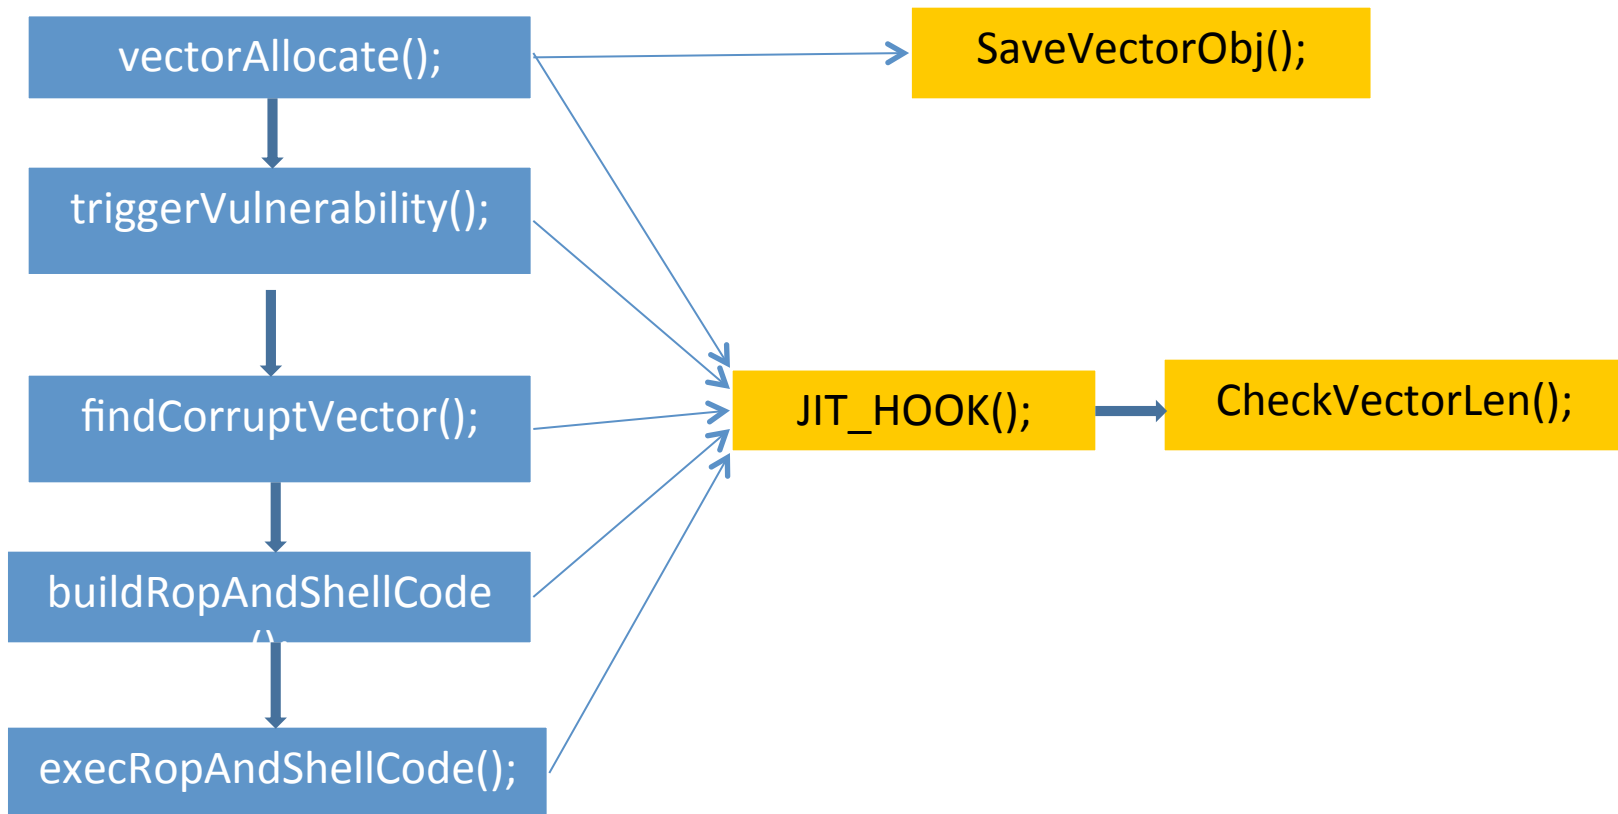 vectorAllocate();
SaveVectorObj();
triggerVulnerability();
findCorruptVector();
JIT_HOOK();
CheckVectorLen();
buildRopAndShellCode
();
execRopAndShellCode();